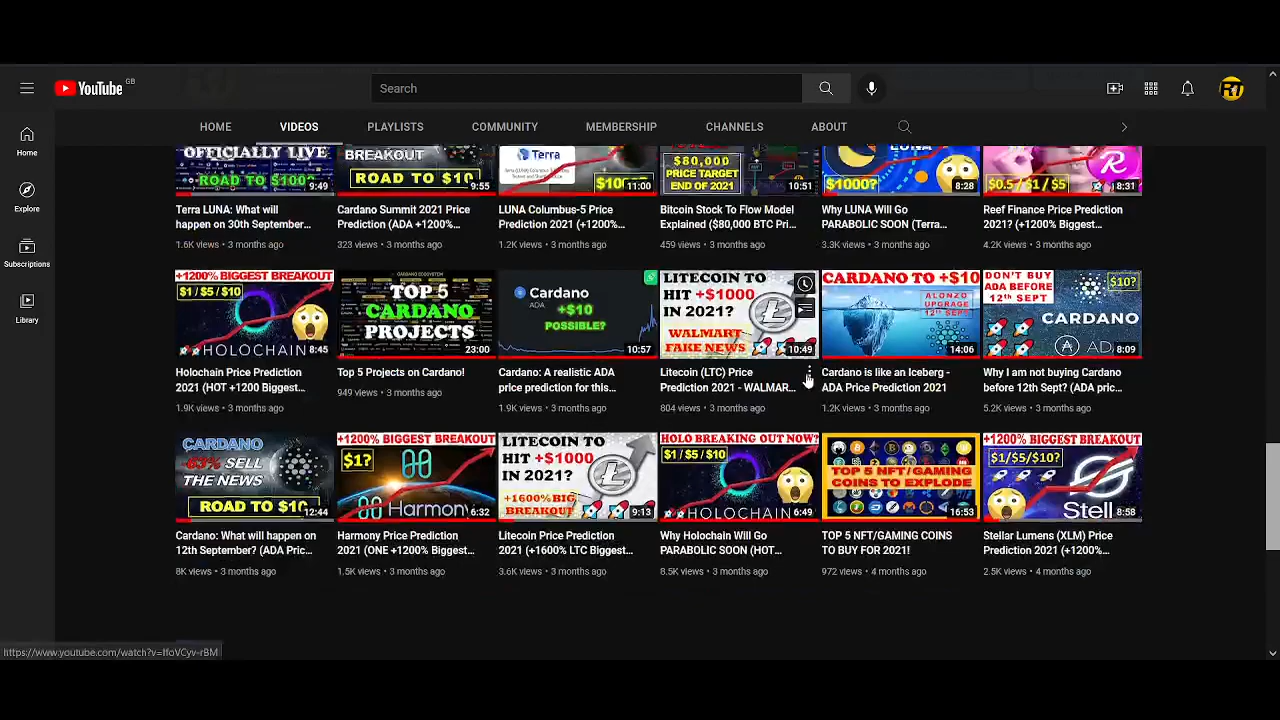 YouTube GB
Search
HOME VIDEOS PLAYLISTS COMMUNITY MEMBERSHIP CHANNELS ABOUT
Home
Explore
Subscriptions
Library
OFFICIALLY LIVE
ROAD TO $100
9:49
BREAKOUT
ROAD TO $10
9:55
Terra
$100
11:00
$80,000
PRICE TARGET
END OF 2021
10:51
LUNA
$1000?
8:28
$0.5 / $1 / $5
8:31
Terra LUNA: What will
happen on 30th September...
1.6K views • 3 months ago
Cardano Summit 2021 Price
Prediction (ADA +1200%...
323 views • 3 months ago
LUNA Columbus-5 Price
Prediction 2021 (+1200%...
1.2K views • 3 months ago
Bitcoin Stock To Flow Model
Explained ($80,000 BTC Pri...
459 views • 3 months ago
Why LUNA Will Go
PARABOLIC SOON (Terra...
3.3K views • 3 months ago
Reef Finance Price Prediction
2021? (+1200% Biggest...
4.2K views • 3 months ago
+1200% BIGGEST BREAKOUT
$1 / $5 / $10
HOLOCHAIN
8:45
CARDANO ECOSYSTEM
TOP 5
CARDANO
PROJECTS
23:00
Cardano
ADA
+$10
POSSIBLE?
10:57
LITECOIN TO
HIT +$1000
IN 2021?
WALMART
FAKE NEWS
10:49
CARDANO TO +$10
ALONZO
UPGRADE
12TH SEPT
14:06
DON'T BUY
ADA BEFORE
12TH SEPT
$10?
CARDANO
AD
8:09
Holochain Price Prediction
2021 (HOT +1200 Biggest...
1.9K views • 3 months ago
Top 5 Projects on Cardano!
949 views • 3 months ago
Cardano: A realistic ADA
price prediction for this...
1.9K views • 3 months ago
Litecoin (LTC) Price
Prediction 2021 - WALMAR...
804 views • 3 months ago
Cardano is like an Iceberg -
ADA Price Prediction 2021
1.2K views • 3 months ago
Why I am not buying Cardano
before 12th Sept? (ADA pric...
5.2K views • 3 months ago
CARDANO
-63% SELL
THE NEWS
ROAD TO $10
12:44
+1200% BIGGEST BREAKOUT
$1?
Harmony
6:32
LITECOIN TO
HIT +$1000
IN 2021?
+1600% BIG
BREAKOUT
9:13
HOLO BREAKING OUT NOW?
$1 / $5 / $10
HOLOCHAIN
6:49
TOP 5 NFT/GAMING
COINS TO EXPLODE
16:53
+1200% BIGGEST BREAKOUT
$1/$5/$10?
Stell
8:58
Cardano: What will happen on
12th September? (ADA Pric...
8K views • 3 months ago
Harmony Price Prediction
2021 (ONE +1200% Biggest...
1.5K views • 3 months ago
Litecoin Price Prediction
2021 (+1600% LTC Biggest...
3.6K views • 3 months ago
Why Holochain Will Go
PARABOLIC SOON (HOT...
8.5K views • 3 months ago
TOP 5 NFT/GAMING COINS
TO BUY FOR 2021!
972 views • 4 months ago
Stellar Lumens (XLM) Price
Prediction 2021 (+1200%...
2.5K views • 4 months ago
https://www.youtube.com/watch?v=IfoVCyv-rBM